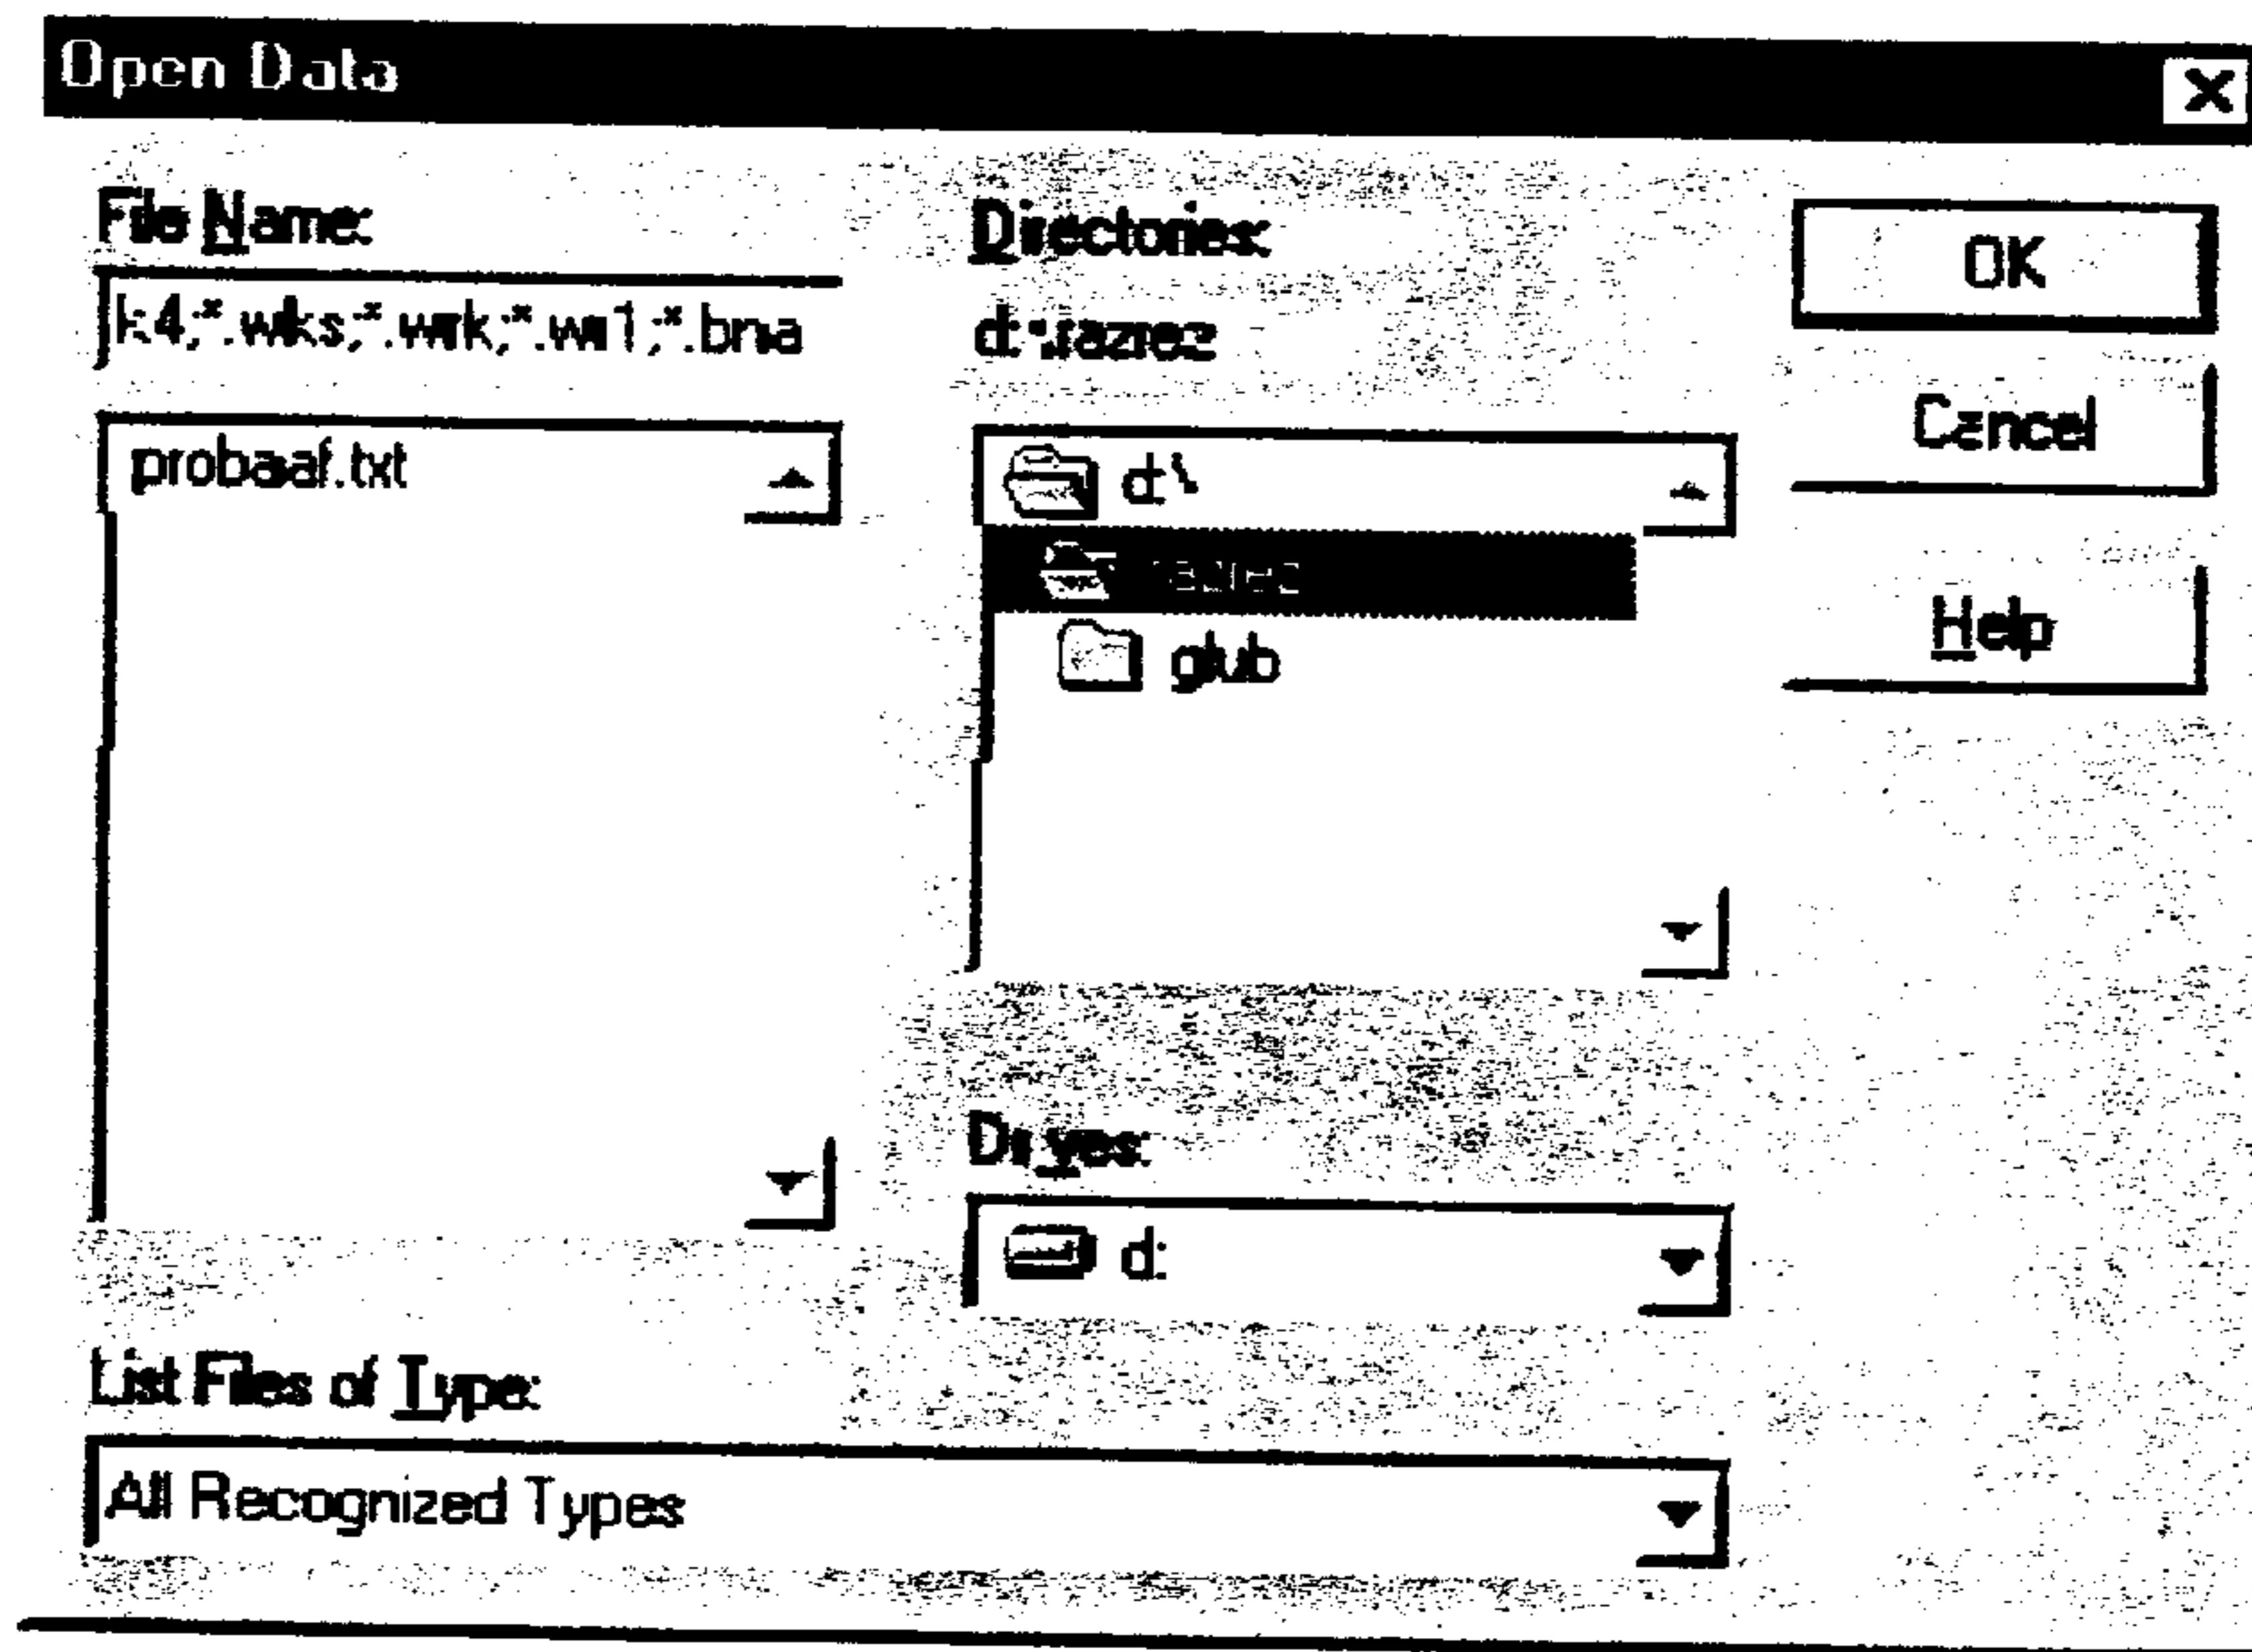 Open Data
File Name:
k4;*.wks;*.wrk;*.wr1;*.bna
probaaf.txt
Directories:
d:\razrez
d:\
glub
OK
Cancel
Help
Drives:
d:
List Files of Type:
All Recognized Types